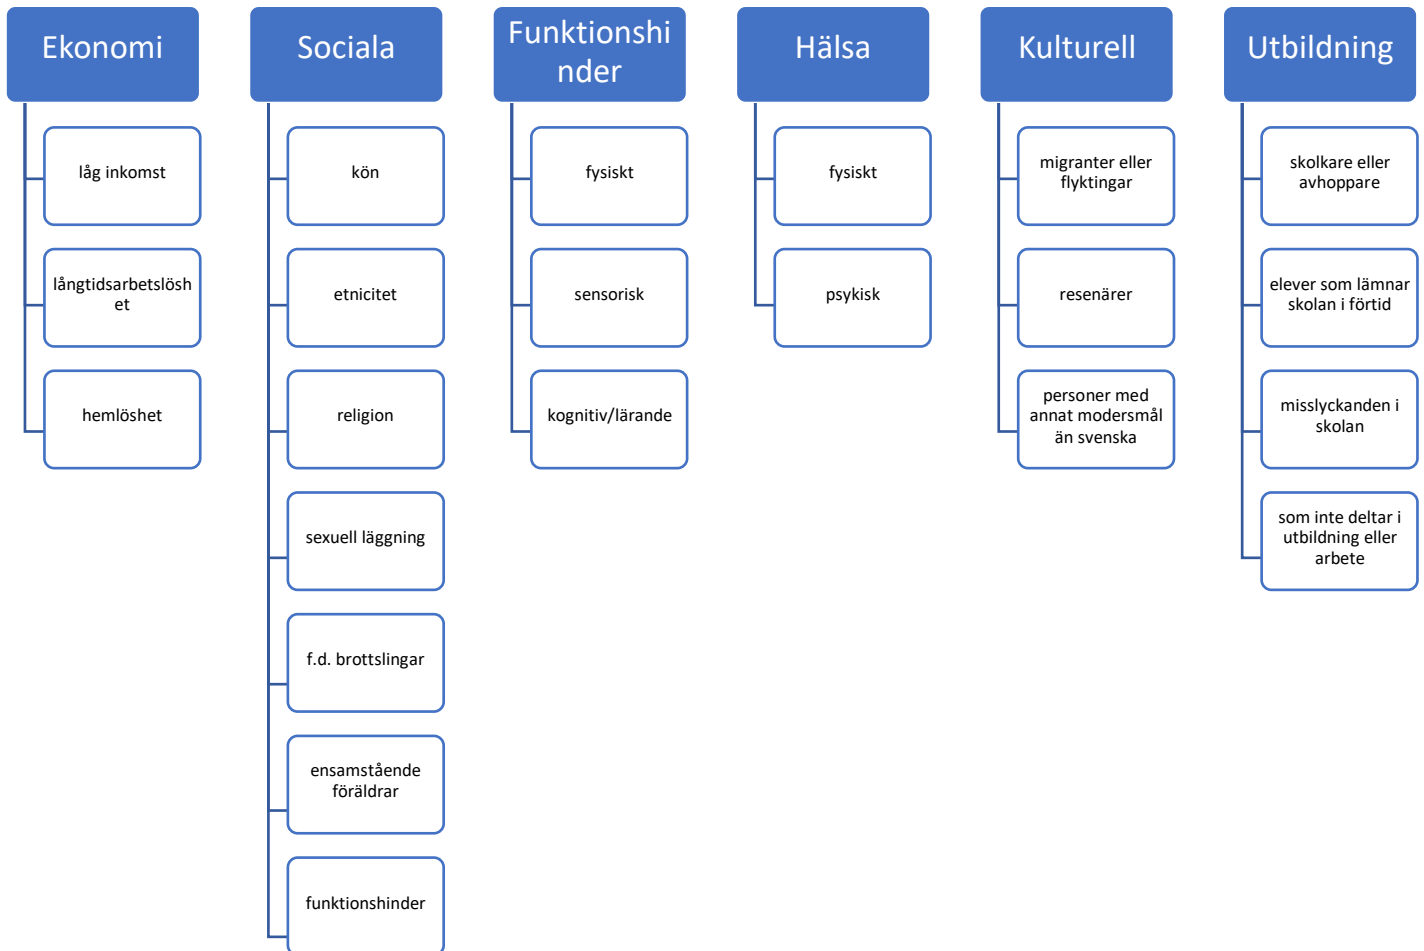 Ekonomi
låg inkomst
långtidsarbetslösh
et
hemlöshet
Sociala
kön
etnicitet
religion
sexuell läggning
f.d. brottslingar
ensamstående
föräldrar
funktionshinder
Funktionshi
nder
fysiskt
sensorisk
kognitiv/lärande
Hälsa
fysiskt
psykisk
Kulturell
migranter eller
flyktingar
resenärer
personer med
annat modersmål
än svenska
Utbildning
skolkare eller
avhoppare
elever som lämnar
skolan i förtid
misslyckanden i
skolan
som inte deltar i
utbildning eller
arbete